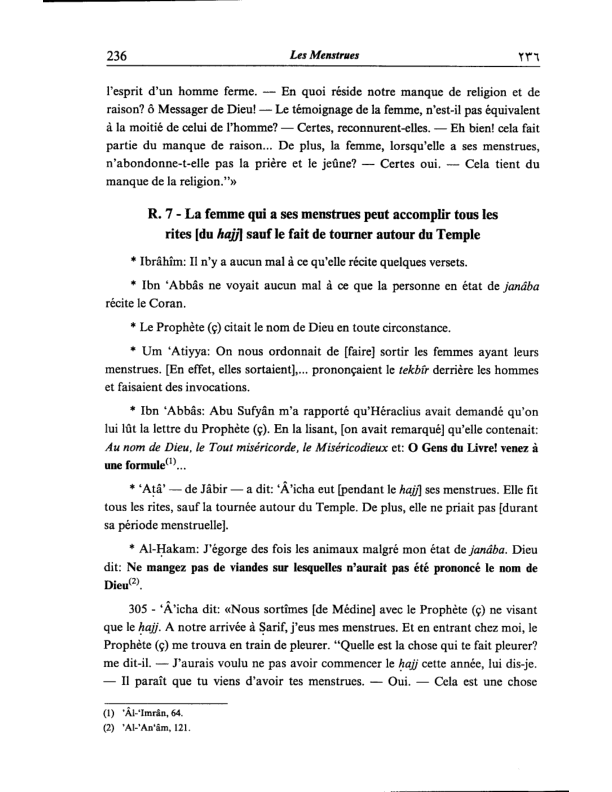 236 Les Menstrues ٢٣٦
l'esprit d'un homme ferme. — En quoi réside notre manque de religion et de
raison? ô Messager de Dieu! — Le témoignage de la femme, n'est-il pas équivalent
à la moitié de celui de l'homme? — Certes, reconnurent-elles. — Eh bien! cela fait
partie du manque de raison... De plus, la femme, lorsqu'elle a ses menstrues,
n'abondonne-t-elle pas la prière et le jeûne? — Certes oui. — Cela tient du
manque de la religion."»
R. 7 - La femme qui a ses menstrues peut accomplir tous les
rites [du hajj] sauf le fait de tourner autour du Temple
* Ibrâhîm: Il n'y a aucun mal à ce qu'elle récite quelques versets.
* Ibn ‘Abbâs ne voyait aucun mal à ce que la personne en état de janâba
récite le Coran.
* Le Prophète (ç) citait le nom de Dieu en toute circonstance.
* Um ‘Atiyya: On nous ordonnait de [faire] sortir les femmes ayant leurs
menstrues. [En effet, elles sortaient],... prononçaient le tekbîr derrière les hommes
et faisaient des invocations.
* Ibn ‘Abbâs: Abu Sufyân m'a rapporté qu'Héraclius avait demandé qu'on
lui lût la lettre du Prophète (ç). En la lisant, [on avait remarqué] qu'elle contenait:
Au nom de Dieu, le Tout miséricorde, le Miséricodieux et: O Gens du Livre! venez à
une formule(1)...
* ‘Aṭâ’ — de Jâbir — a dit: ‘Â'icha eut [pendant le hajj] ses menstrues. Elle fit
tous les rites, sauf la tournée autour du Temple. De plus, elle ne priait pas [durant
sa période menstruelle].
* Al-Ḥakam: J'égorge des fois les animaux malgré mon état de janâba. Dieu
dit: Ne mangez pas de viandes sur lesquelles n'aurait pas été prononcé le nom de
Dieu(2).
305 - ‘Â'icha dit: «Nous sortîmes [de Médine] avec le Prophète (ç) ne visant
que le ḥajj. A notre arrivée à Ṣarif, j'eus mes menstrues. Et en entrant chez moi, le
Prophète (ç) me trouva en train de pleurer. "Quelle est la chose qui te fait pleurer?
me dit-il. — J'aurais voulu ne pas avoir commencer le ḥajj cette année, lui dis-je.
— Il paraît que tu viens d'avoir tes menstrues. — Oui. — Cela est une chose
(1) ’Âl-‘Imrân, 64.
(2) ’Al-’An‘âm, 121.